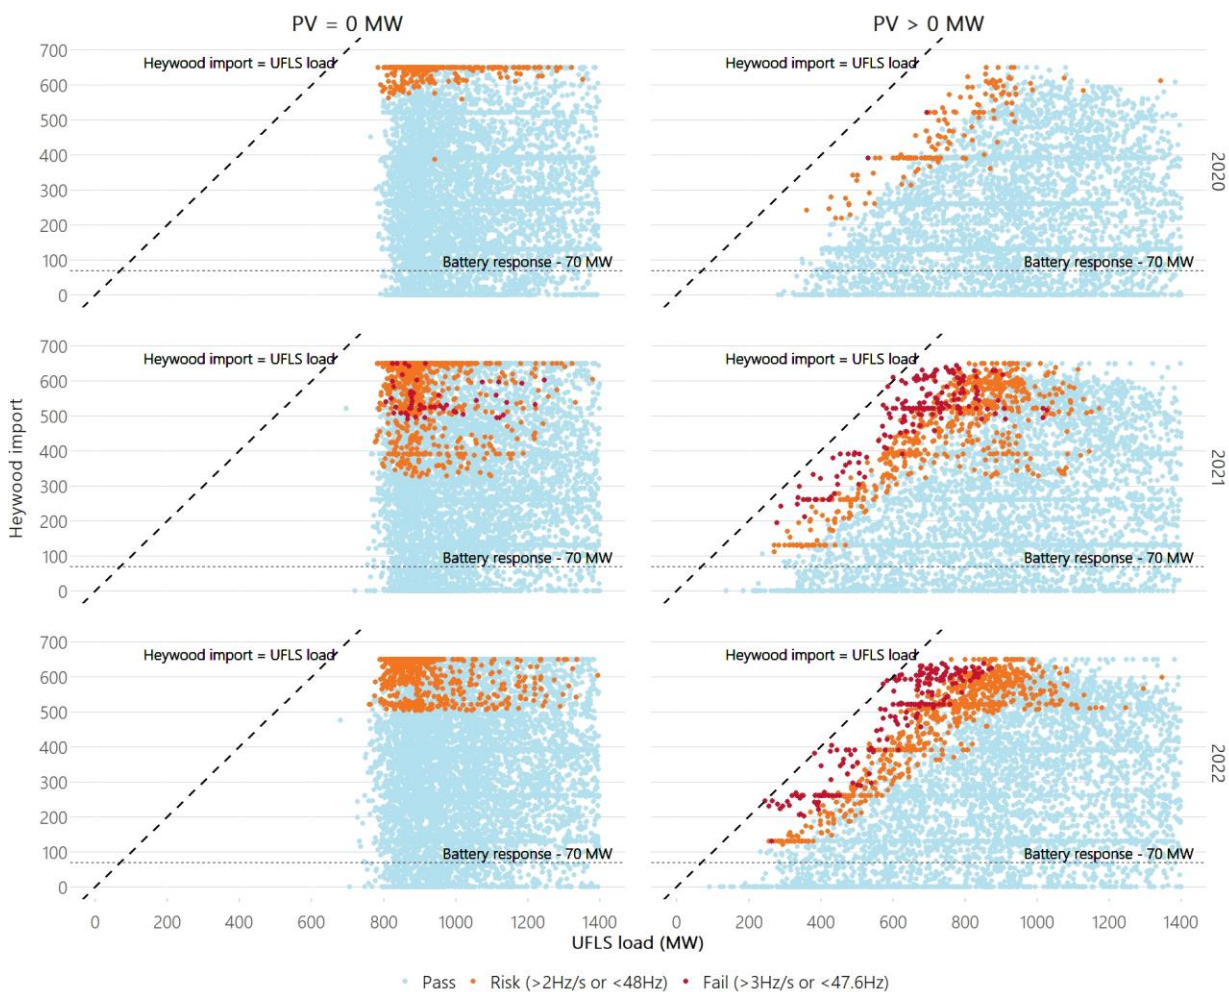 PV = 0 MW
PV > 0 MW
700
600
500
400
300
200
100
0
Heywood import = UFLS load
Battery response - 70 MW
Heywood import = UFLS load
Battery response - 70 MW
2020
700
600
500
400
300
200
100
0
Heywood import = UFLS load
Battery response - 70 MW
Heywood import = UFLS load
Battery response - 70 MW
2021
Heywood import
700
600
500
400
300
200
100
0
Heywood import = UFLS load
Battery response - 70 MW
Heywood import = UFLS load
Battery response - 70 MW
2022
0 200 400 600 800 1000 1200 1400
0 200 400 600 800 1000 1200 1400
UFLS load (MW)
Pass Risk (>2Hz/s or <48Hz) Fail (>3Hz/s or <47.6Hz)